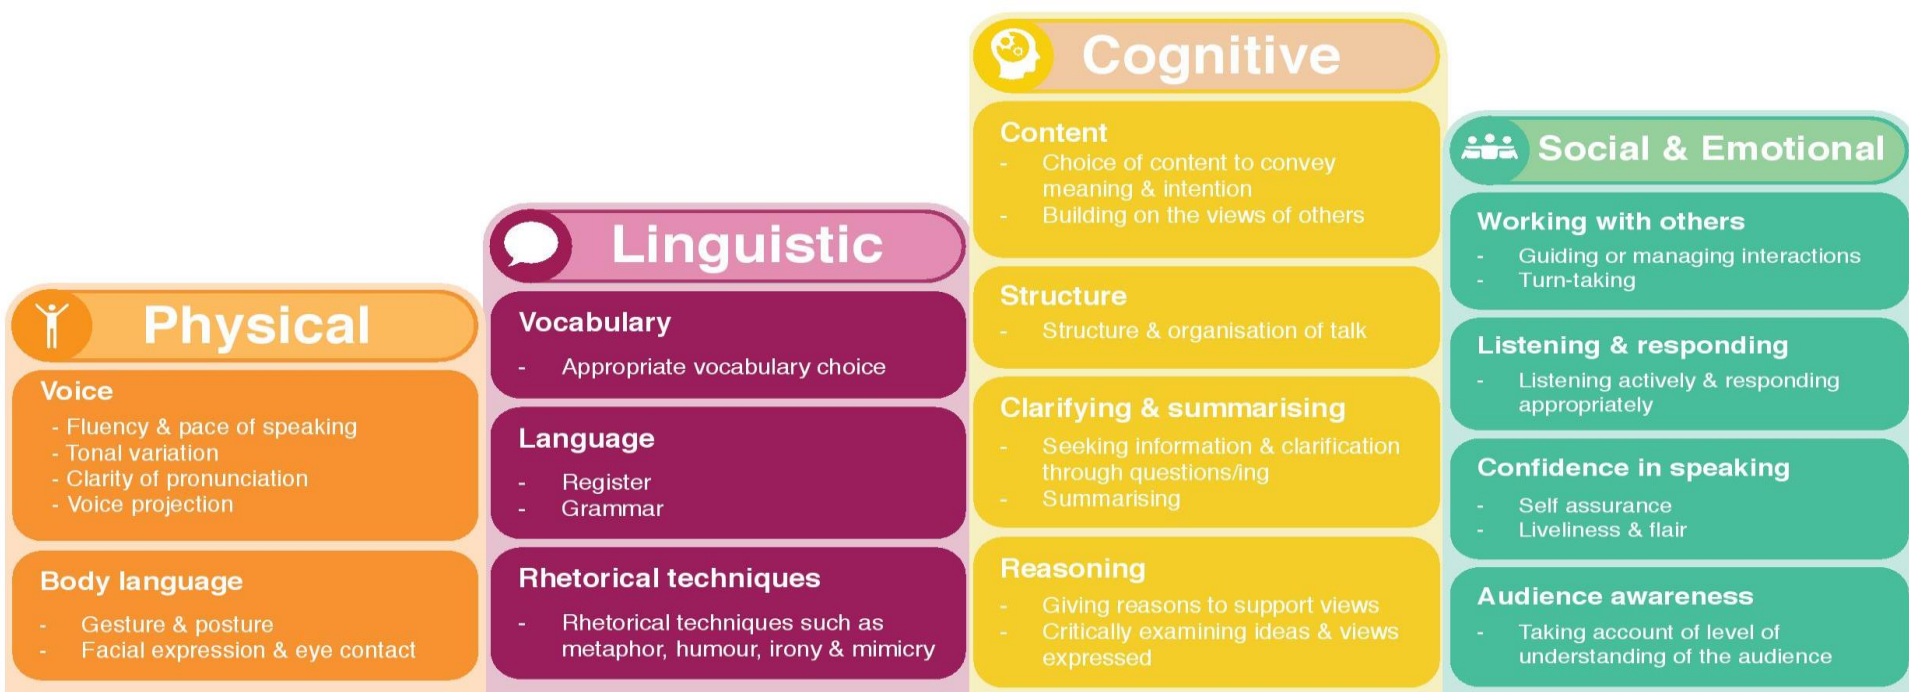 Physical
Voice
- Fluency & pace of speaking
- Tonal variation
- Clarity of pronunciation
- Voice projection
Body language
- Gesture & posture
- Facial expression & eye contact
Linguistic
Vocabulary
- Appropriate vocabulary choice
Language
- Register
- Grammar
Rhetorical techniques
- Rhetorical techniques such as
metaphor, humour, irony & mimicry
Cognitive
Content
- Choice of content to convey
meaning & intention
- Building on the views of others
Structure
- Structure & organisation of talk
Clarifying & summarising
- Seeking information & clarification
through questions/ing
- Summarising
Reasoning
- Giving reasons to support views
- Critically examining ideas & views
expressed
Social & Emotional
Working with others
- Guiding or managing interactions
- Turn-taking
Listening & responding
- Listening actively & responding
appropriately
Confidence in speaking
- Self assurance
- Liveliness & flair
Audience awareness
- Taking account of level of
understanding of the audience